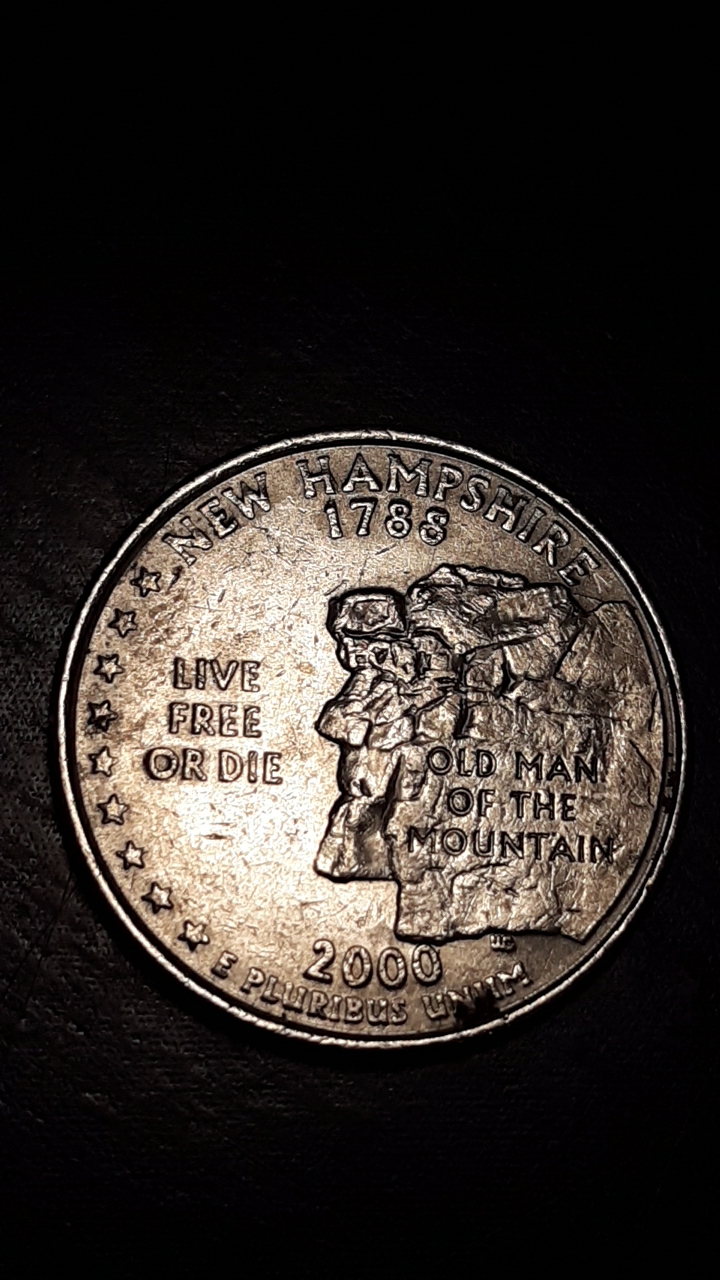 NEW HAMPSHIRE
1788
LIVE
FREE
OR DIE
OLD MAN
OF THE
MOUNTAIN
2000
E PLURIBUS UNUM